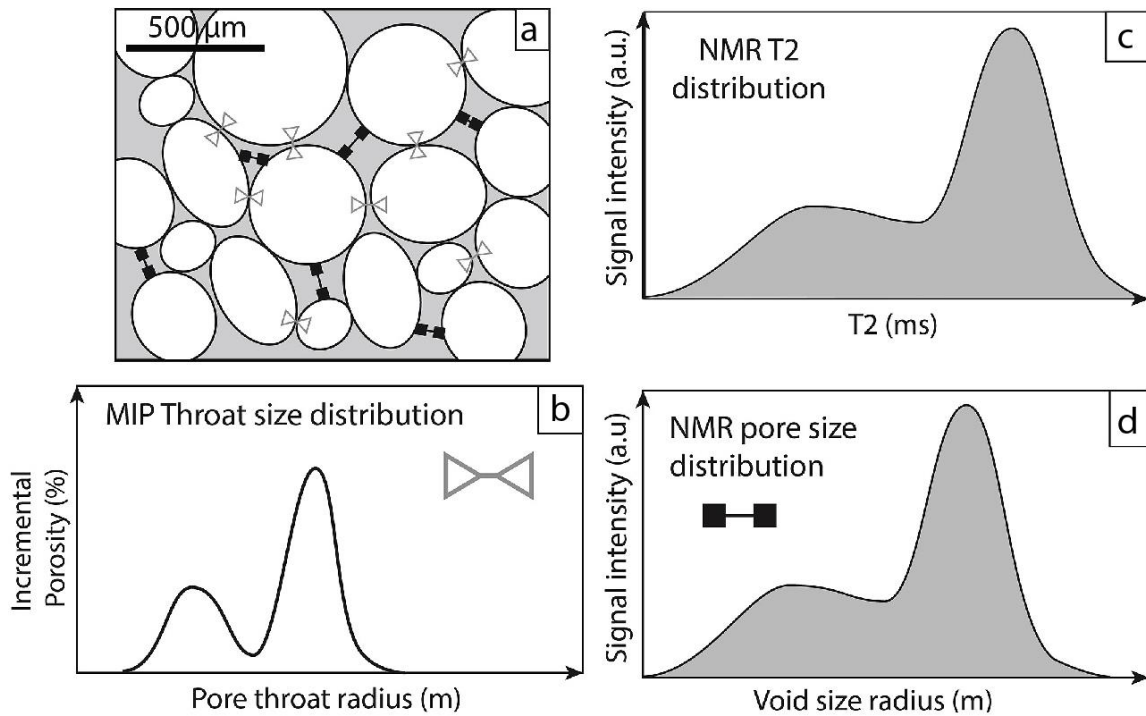 500 µm
a
MIP Throat size distribution
b
Incremental
Porosity (%)
Pore throat radius (m)
NMR T2
distribution
c
Signal intensity (a.u.)
T2 (ms)
NMR pore size
distribution
d
Signal intensity (a.u)
Void size radius (m)